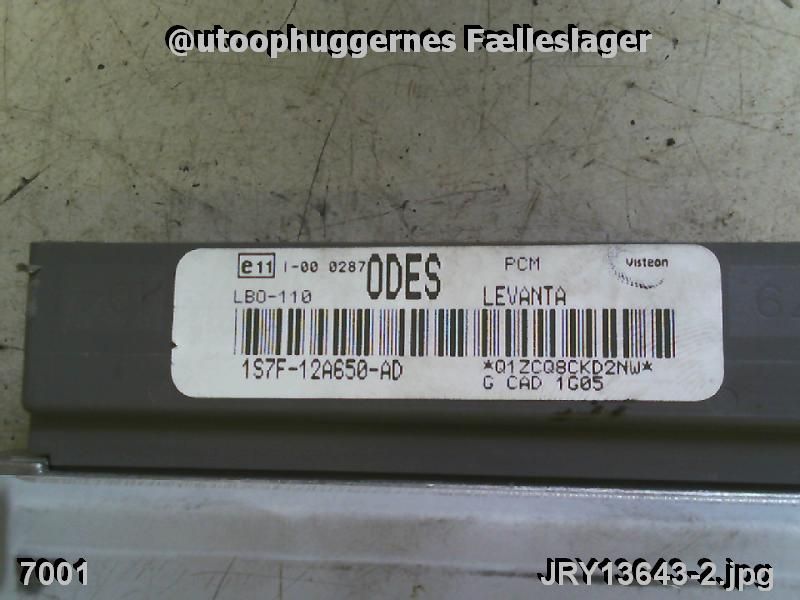 @utoophuggernes Fælleslager
e11 I-00 0287 ODES PCM Visteon
LBO-110 LEVANTA
1S7F-12A650-AD *Q1ZCQ8CKD2NW*
G CAD 1G05
7001 JRY13643-2.jpg